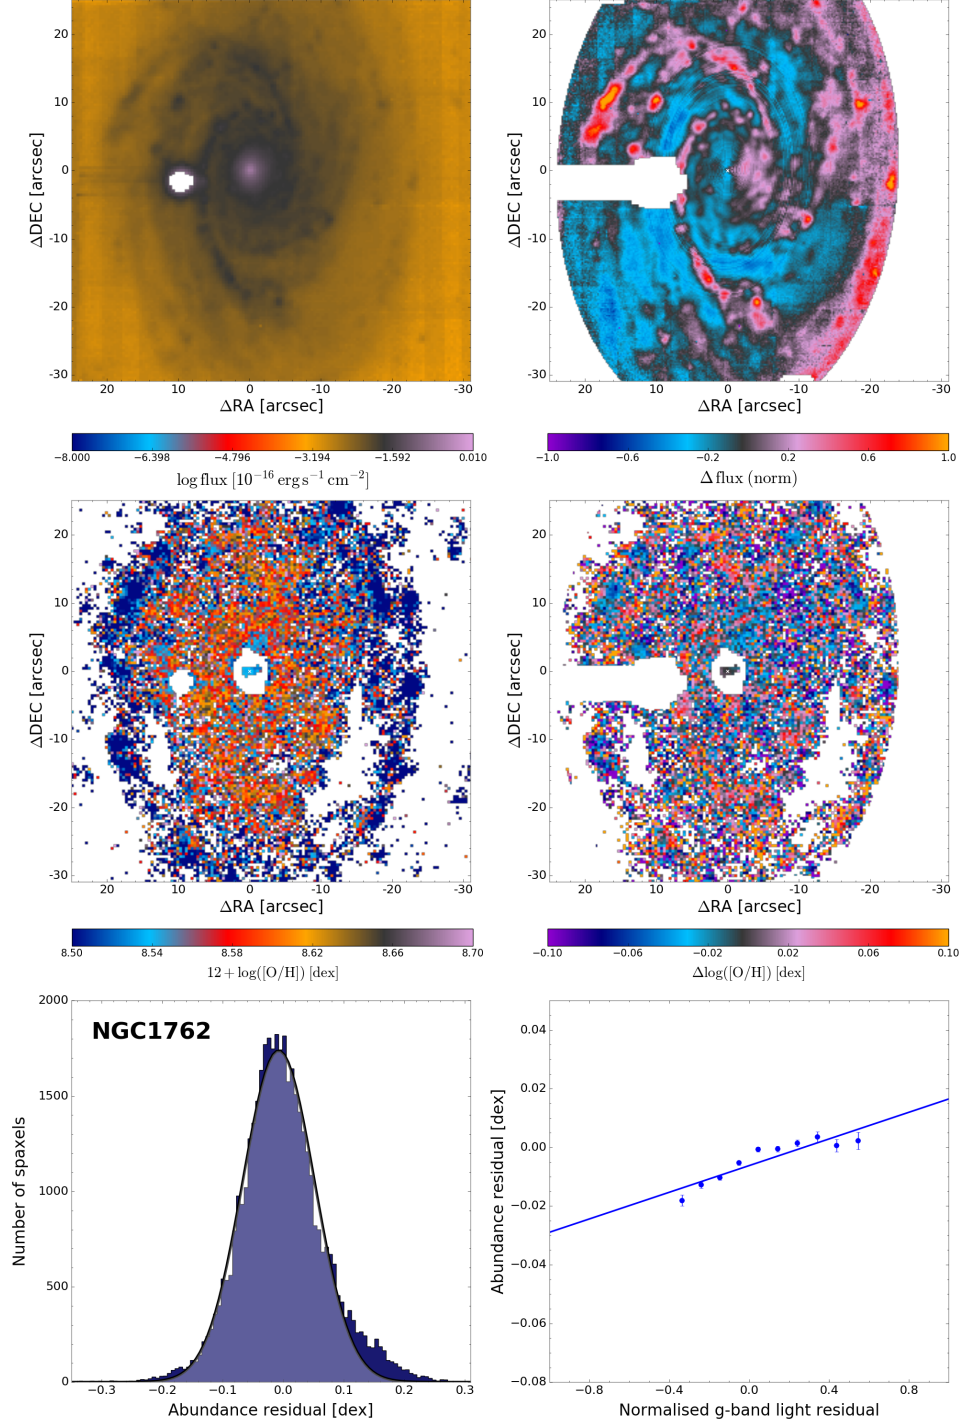 20
10
0
-10
-20
-30
ΔDEC [arcsec]
20 10 0 -10 -20 -30
ΔRA [arcsec]
20
10
0
-10
-20
-30
ΔDEC [arcsec]
20 10 0 -10 -20 -30
ΔRA [arcsec]
−8.000 −6.398 −4.796 −3.194 −1.592 0.010
log flux [10⁻¹⁶ erg s⁻¹ cm⁻²]
−1.0 −0.6 −0.2 0.2 0.6 1.0
Δ flux (norm)
20
10
0
-10
-20
-30
ΔDEC [arcsec]
20 10 0 -10 -20 -30
ΔRA [arcsec]
20
10
0
-10
-20
-30
ΔDEC [arcsec]
20 10 0 -10 -20 -30
ΔRA [arcsec]
8.50 8.54 8.58 8.62 8.66 8.70
12 + log([O/H]) [dex]
−0.10 −0.06 −0.02 0.02 0.06 0.10
Δlog([O/H]) [dex]
NGC1762
2000
1500
1000
500
0
Number of spaxels
−0.3 −0.2 −0.1 0.0 0.1 0.2 0.3
Abundance residual [dex]
0.04
0.02
0.00
−0.02
−0.04
−0.06
−0.08
Abundance residual [dex]
−0.8 −0.4 0.0 0.4 0.8
Normalised g-band light residual